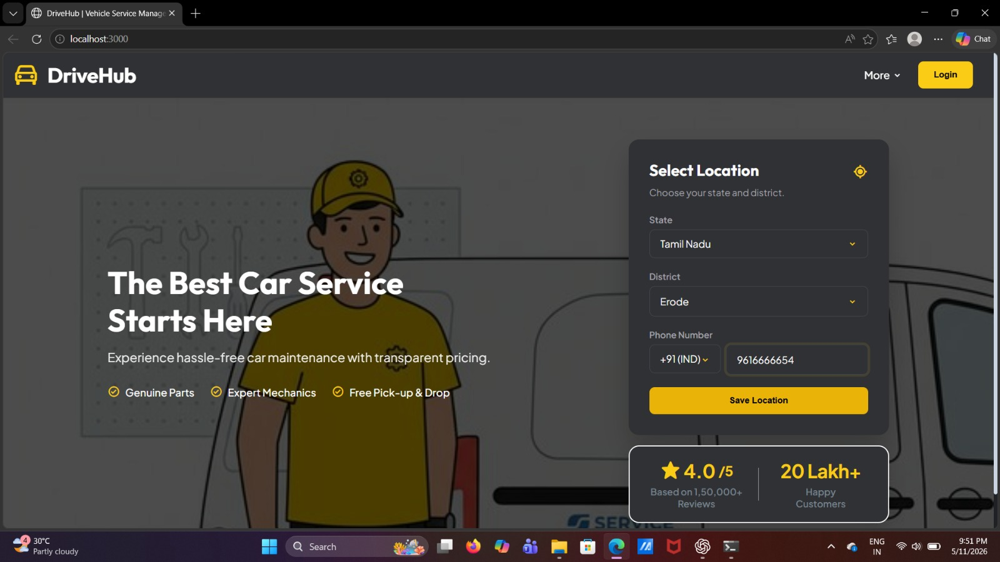 DriveHub | Vehicle Service Manage
localhost:3000
Chat
DriveHub
More
Login
The Best Car Service
Starts Here
Experience hassle-free car maintenance with transparent pricing.
Genuine Parts
Expert Mechanics
Free Pick-up & Drop
Select Location
Choose your state and district.
State
Tamil Nadu
District
Erode
Phone Number
+91 (IND)
9616666654
Save Location
4.0 /5
Based on 1,50,000+
Reviews
20 Lakh+
Happy
Customers
SERVICE
4
30°C
Partly cloudy
Search
ENG
IN
9:51 PM
5/11/2026